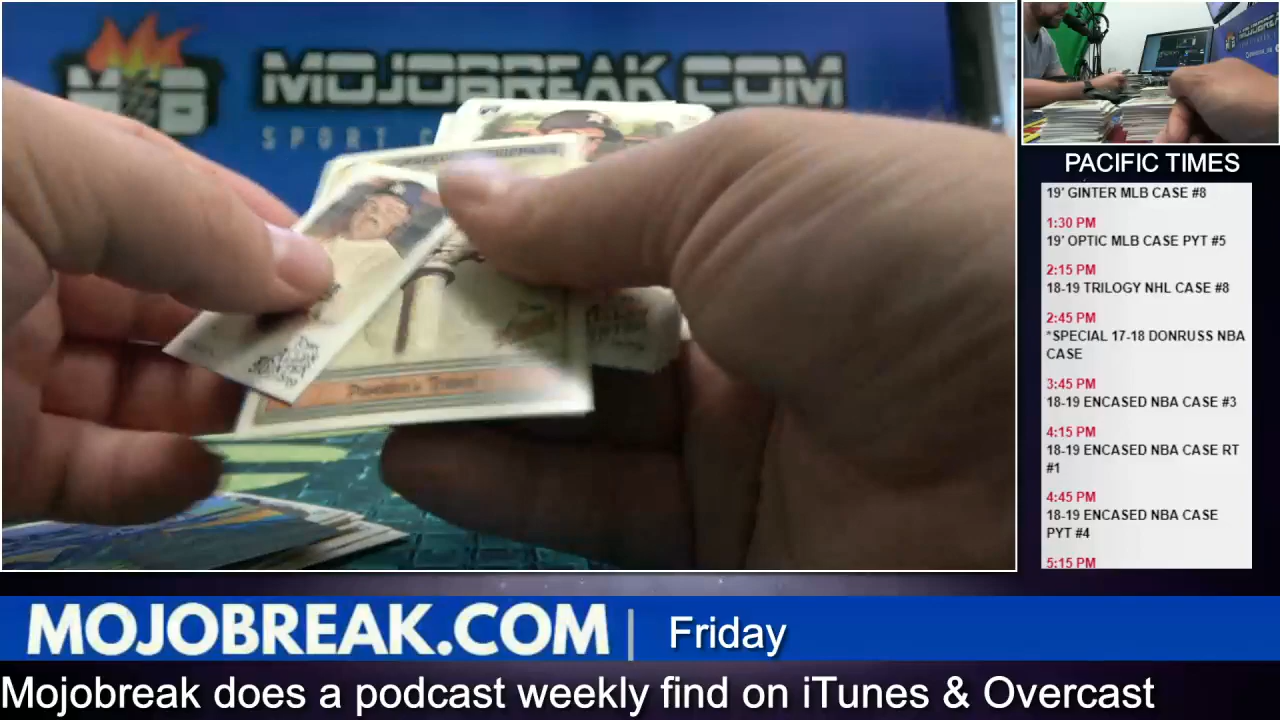 MOJOBREAK.COM
SPORT
PACIFIC TIMES
19' GINTER MLB CASE #8
1:30 PM
19' OPTIC MLB CASE PYT #5
2:15 PM
18-19 TRILOGY NHL CASE #8
2:45 PM
*SPECIAL 17-18 DONRUSS NBA
CASE
3:45 PM
18-19 ENCASED NBA CASE #3
4:15 PM
18-19 ENCASED NBA CASE RT
#1
4:45 PM
18-19 ENCASED NBA CASE
PYT #4
5:15 PM
MOJOBREAK.COM | Friday
Mojobreak does a podcast weekly find on iTunes & Overcast